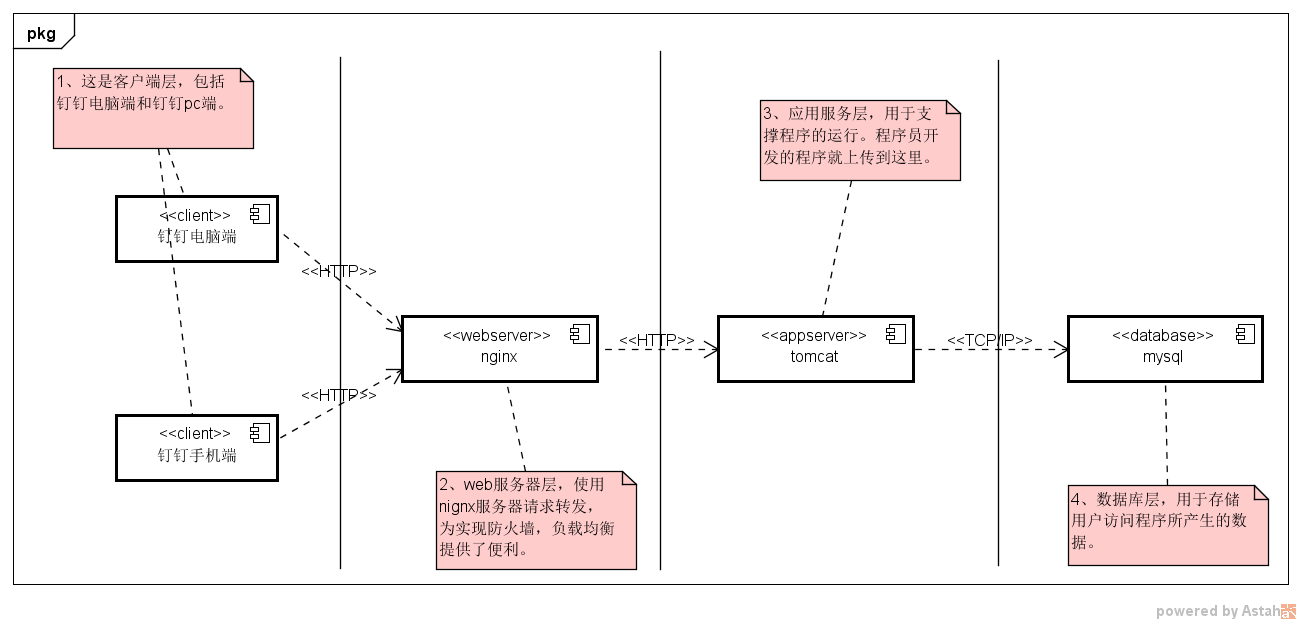 pkg
1、这是客户端层，包括
钉钉电脑端和钉钉pc端。
<<client>>
钉钉电脑端
<<HTTP>>
<<HTTP>>
<<client>>
钉钉手机端
<<webserver>>
nginx
2、web服务器层，使用
nignx服务器请求转发，
为实现防火墙，负载均衡
提供了便利。
<<HTTP>>
3、应用服务层，用于支
撑程序的运行。程序员开
发的程序就上传到这里。
<<appserver>>
tomcat
<<TCP/IP>>
<<database>>
mysql
4、数据库层，用于存储
用户访问程序所产生的数
据。
powered by Astah